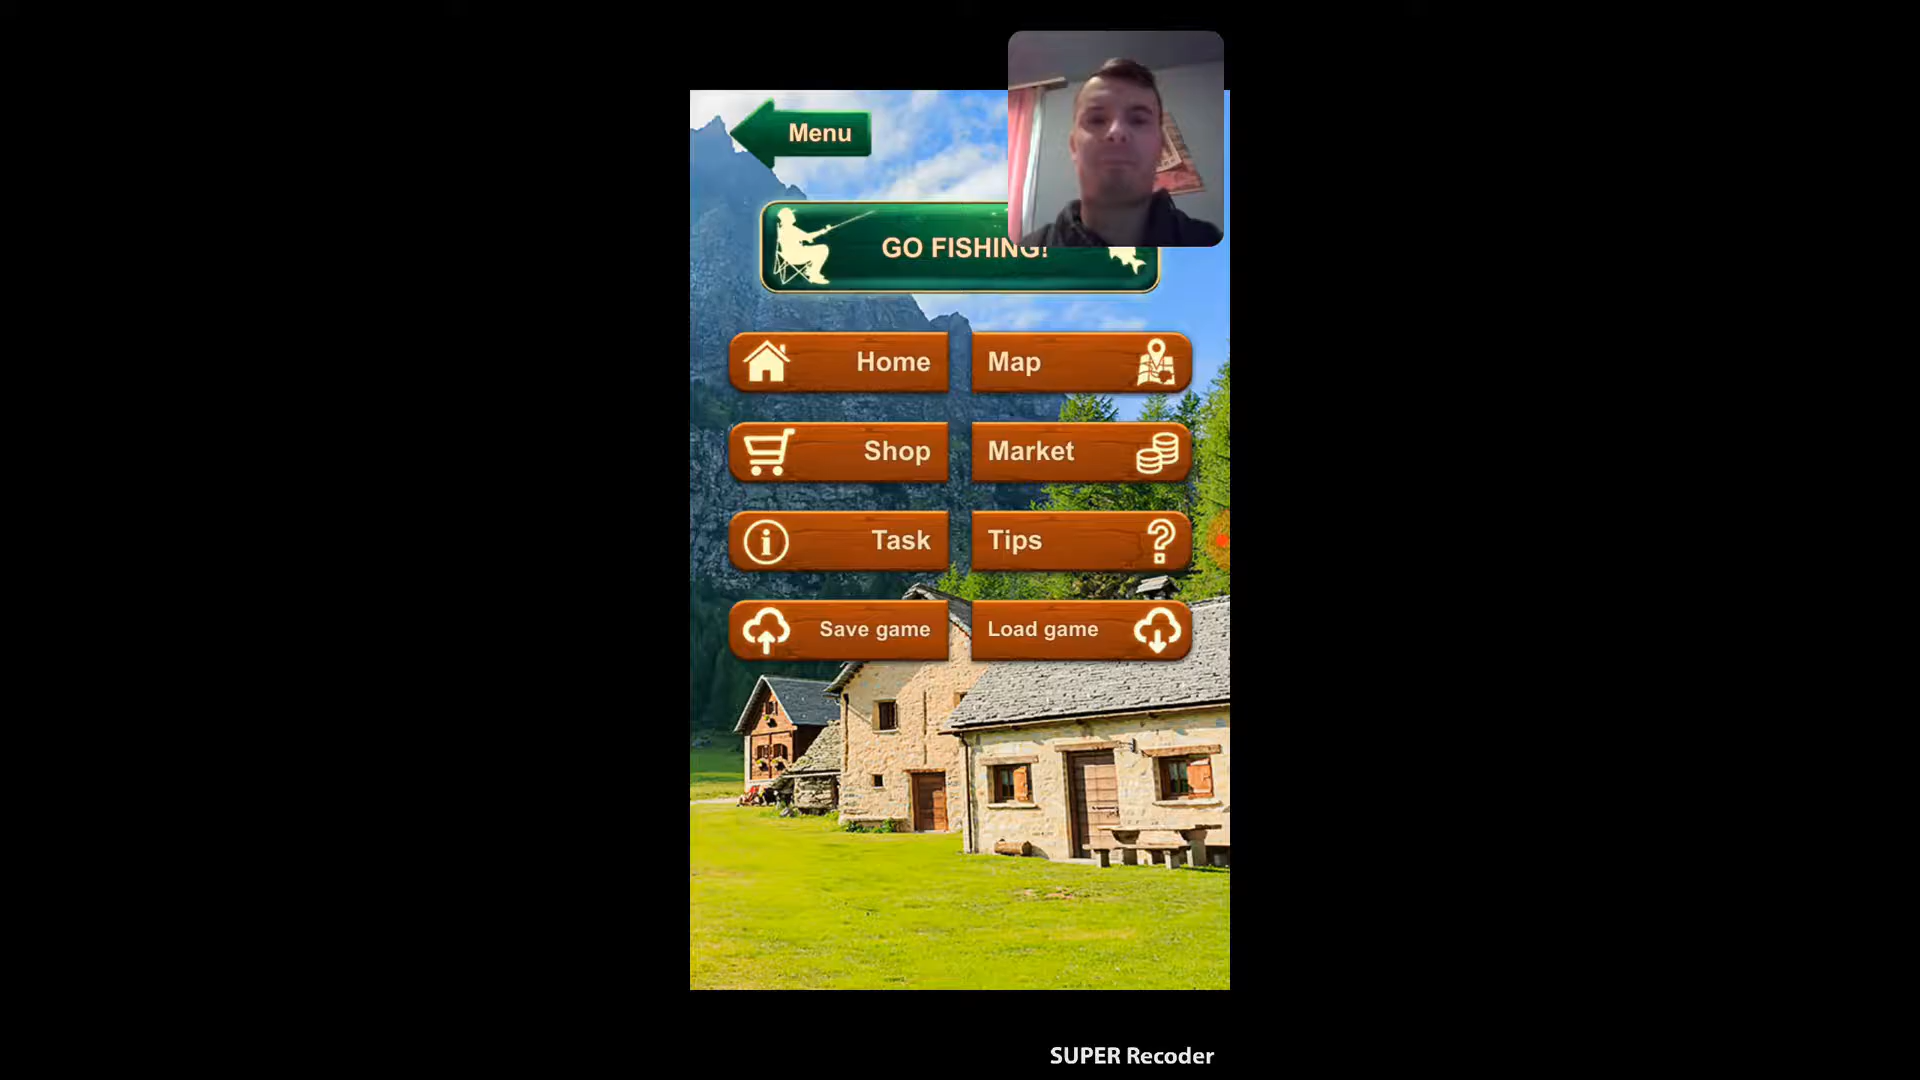 Menu
GO FISHING!
Home
Map
Shop
Market
Task
Tips
Save game
Load game
SUPER Recoder